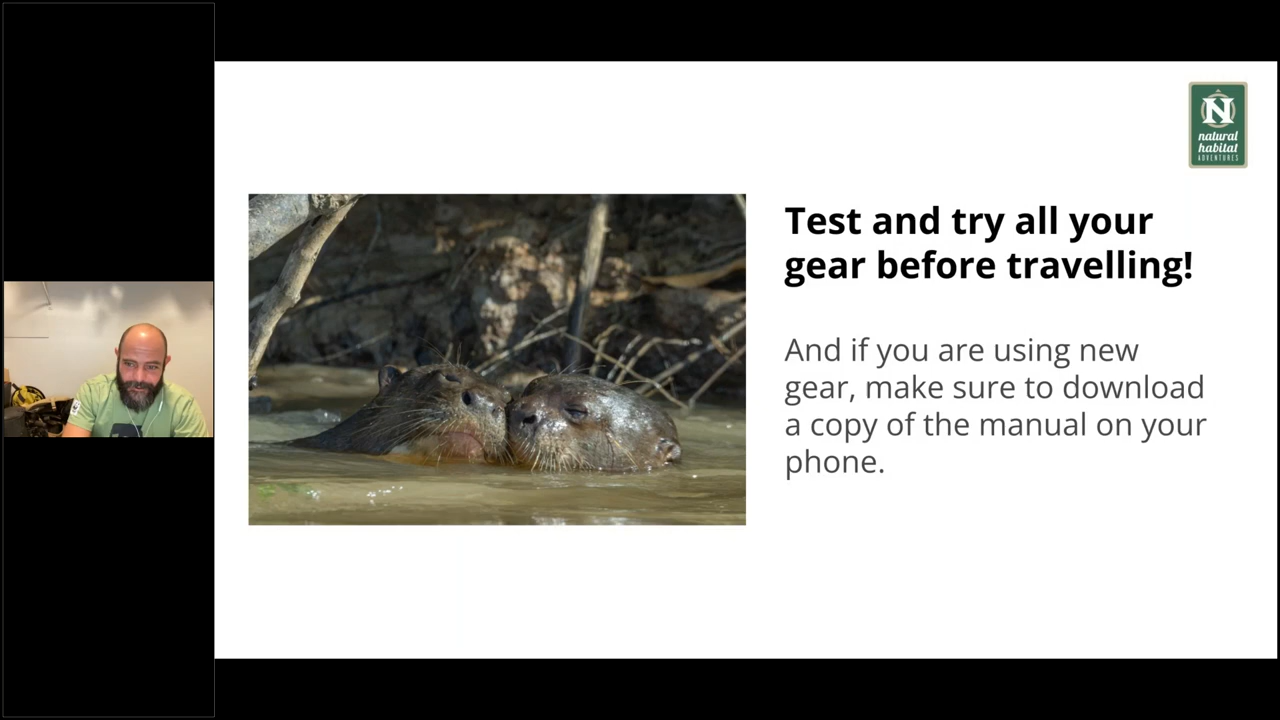 N
natural
habitat
ADVENTURES
Test and try all your
gear before travelling!
And if you are using new
gear, make sure to download
a copy of the manual on your
phone.